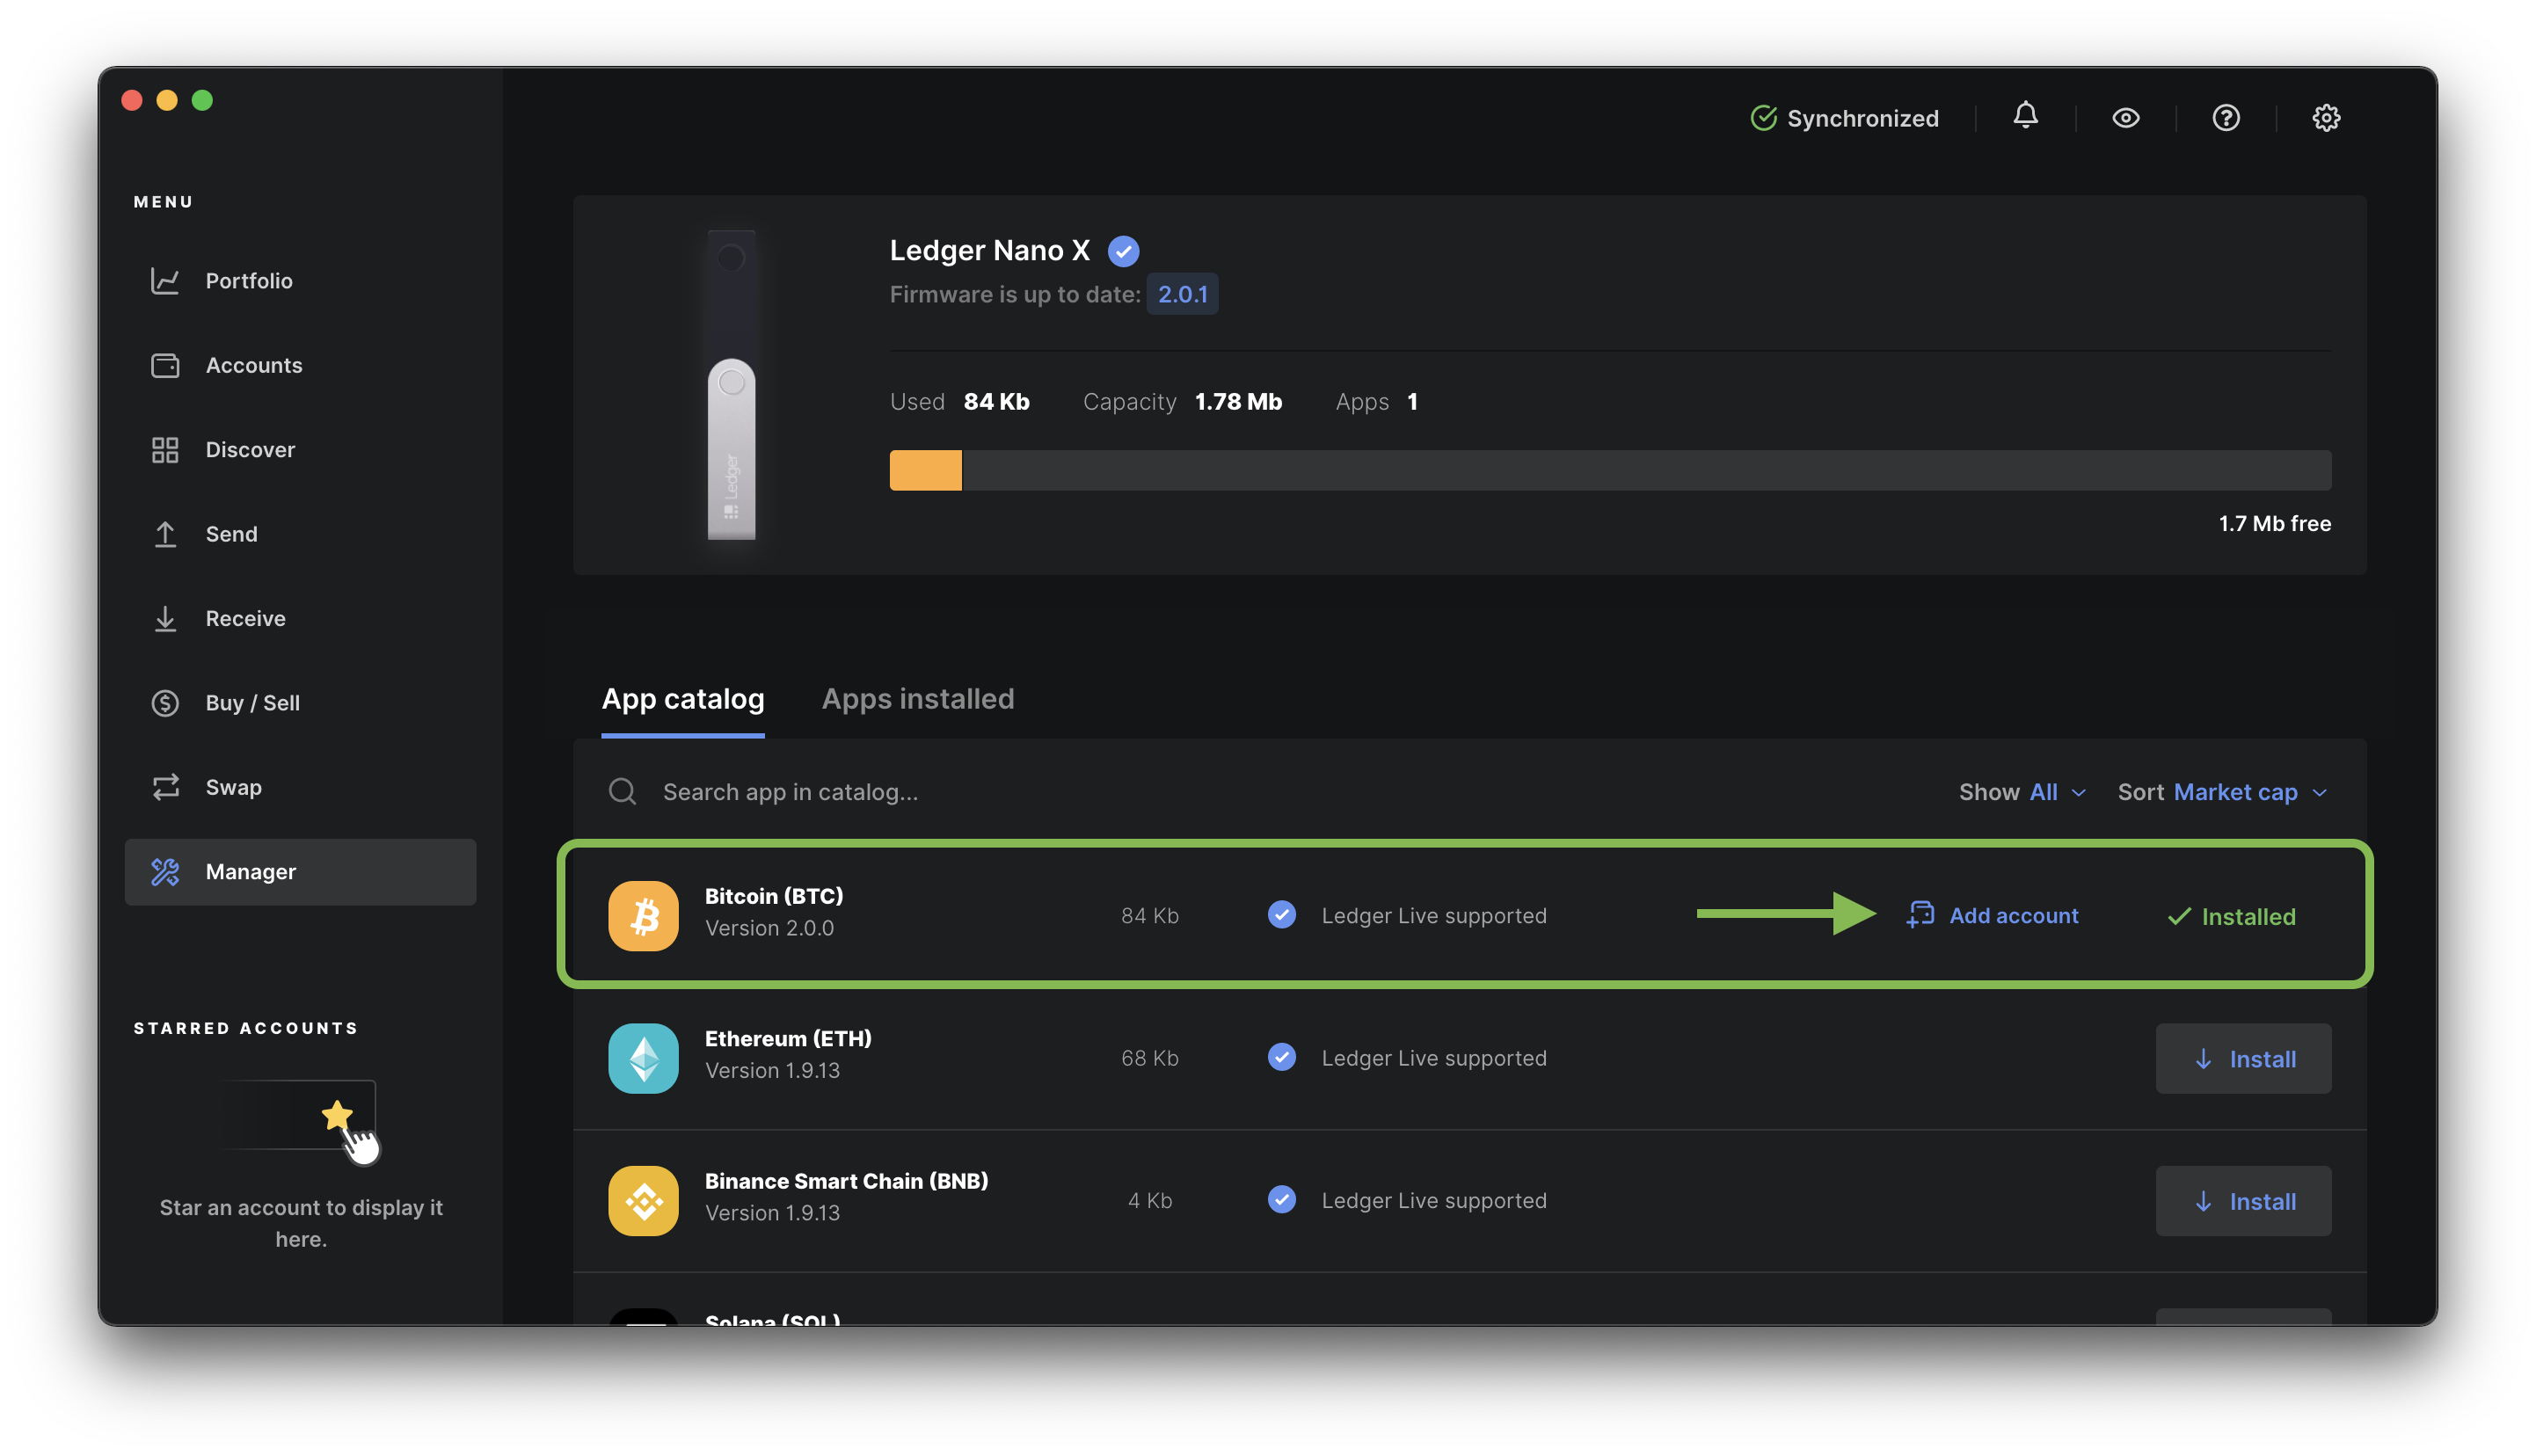 Synchronized
MENU
Portfolio
Accounts
Discover
Send
Receive
Buy / Sell
Swap
Manager
STARRED ACCOUNTS
Star an account to display it
here.
Ledger Nano X
Firmware is up to date: 2.0.1
Used 84 Kb Capacity 1.78 Mb Apps 1
Ledger
1.7 Mb free
App catalog Apps installed
Search app in catalog... Show All Sort Market cap
Bitcoin (BTC)
Version 2.0.0
84 Kb Ledger Live supported Add account Installed
Ethereum (ETH)
Version 1.9.13
68 Kb Ledger Live supported Install
Binance Smart Chain (BNB)
Version 1.9.13
4 Kb Ledger Live supported Install
Solana (SOL)